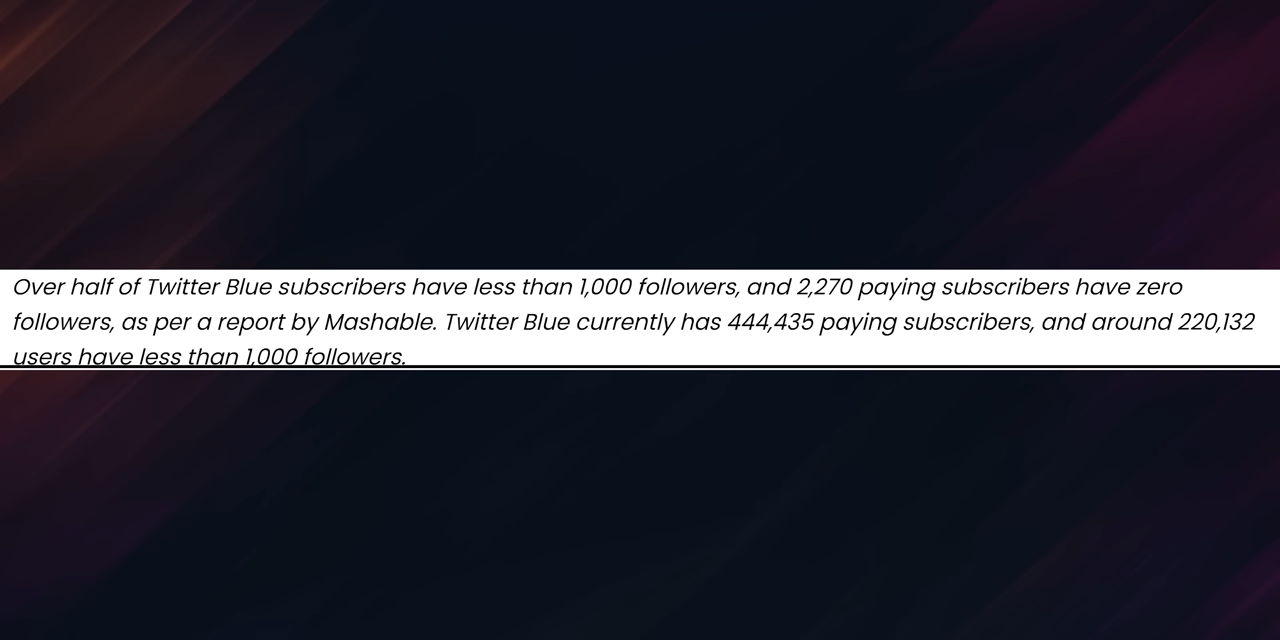 Over half of Twitter Blue subscribers have less than 1,000 followers, and 2,270 paying subscribers have zero
followers, as per a report by Mashable. Twitter Blue currently has 444,435 paying subscribers, and around 220,132
users have less than 1,000 followers.